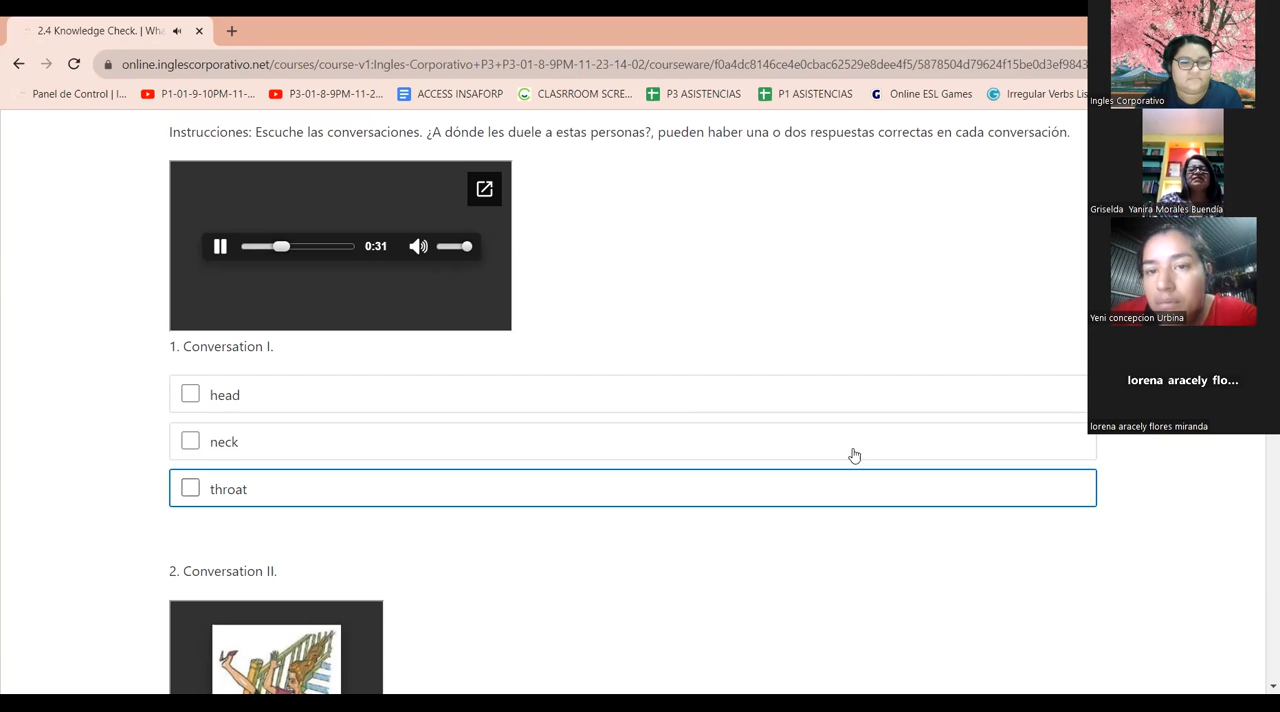 2.4 Knowledge Check. | Wha
online.inglescorporativo.net/courses/course-v1:Ingles-Corporativo+P3+P3-01-8-9PM-11-23-14-02/courseware/f0a4dc8146ce4e0cbac62529e8dee4f5/5878504d79624f15be0d3ef9843
Panel de Control | I... P1-01-9-10PM-11-... P3-01-8-9PM-11-2... ACCESS INSAFORP CLASRROOM SCRE... P3 ASISTENCIAS P1 ASISTENCIAS Online ESL Games Irregular Verbs Lis
Ingles Corporativo
Griselda Yanira Morales Buendía
Yeni concepcion Urbina
lorena aracely flo...
lorena aracely flores miranda
Instrucciones: Escuche las conversaciones. ¿A dónde les duele a estas personas?, pueden haber una o dos respuestas correctas en cada conversación.
0:31
1. Conversation I.
head
neck
throat
2. Conversation II.